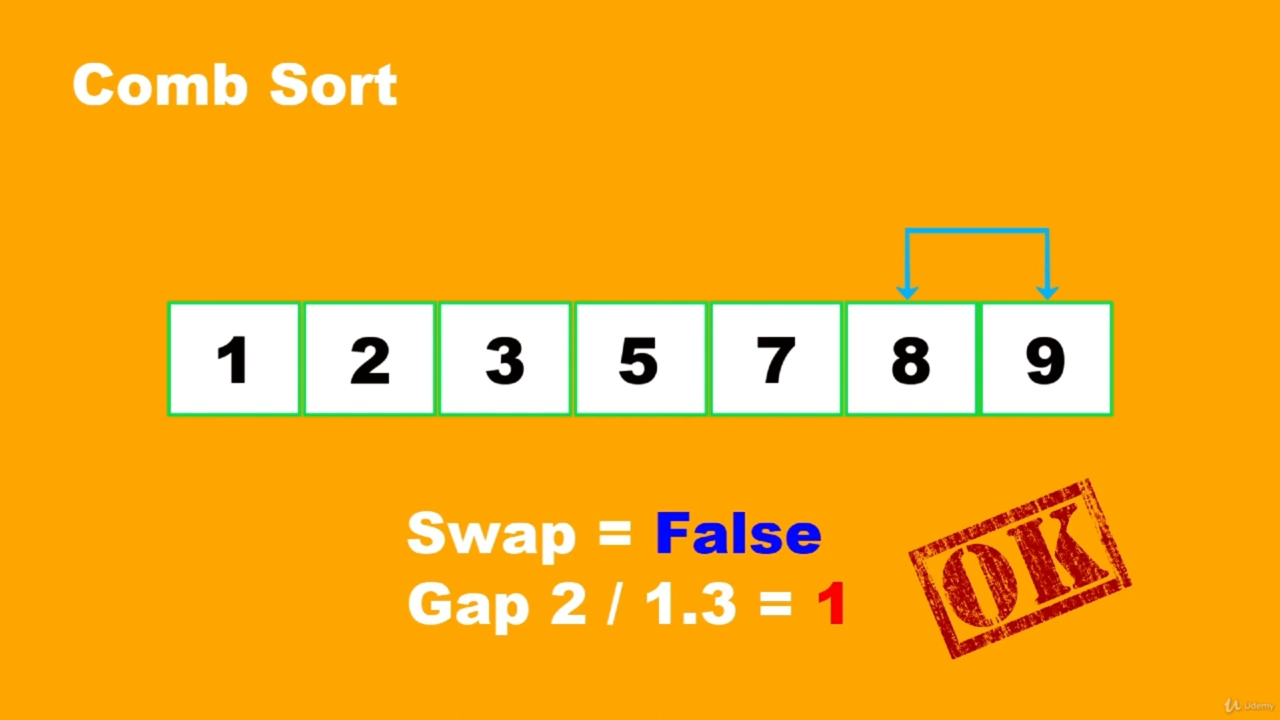 Comb Sort
1 2 3 5 7 8 9
Swap = False
Gap 2 / 1.3 = 1
OK
Udemy